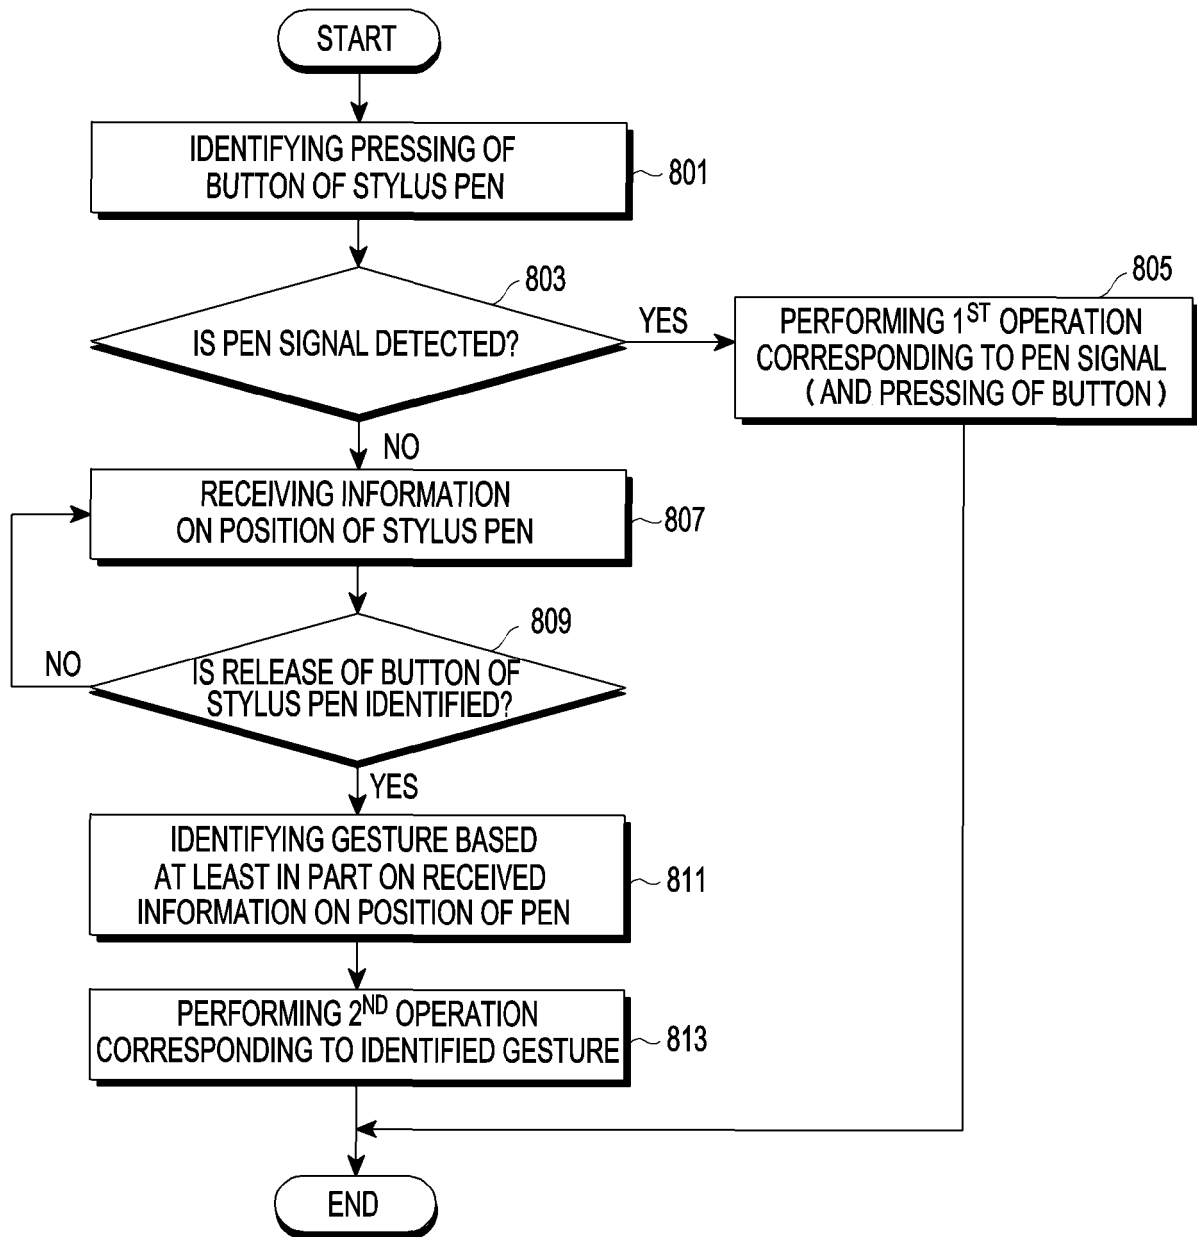 START
IDENTIFYING PRESSING OF
BUTTON OF STYLUS PEN
801
803
IS PEN SIGNAL DETECTED?
YES
805
PERFORMING 1ST OPERATION
CORRESPONDING TO PEN SIGNAL
(AND PRESSING OF BUTTON)
NO
RECEIVING INFORMATION
ON POSITION OF STYLUS PEN
807
809
IS RELEASE OF BUTTON OF
STYLUS PEN IDENTIFIED?
NO
YES
IDENTIFYING GESTURE BASED
AT LEAST IN PART ON RECEIVED
INFORMATION ON POSITION OF PEN
811
PERFORMING 2ND OPERATION
CORRESPONDING TO IDENTIFIED GESTURE
813
END